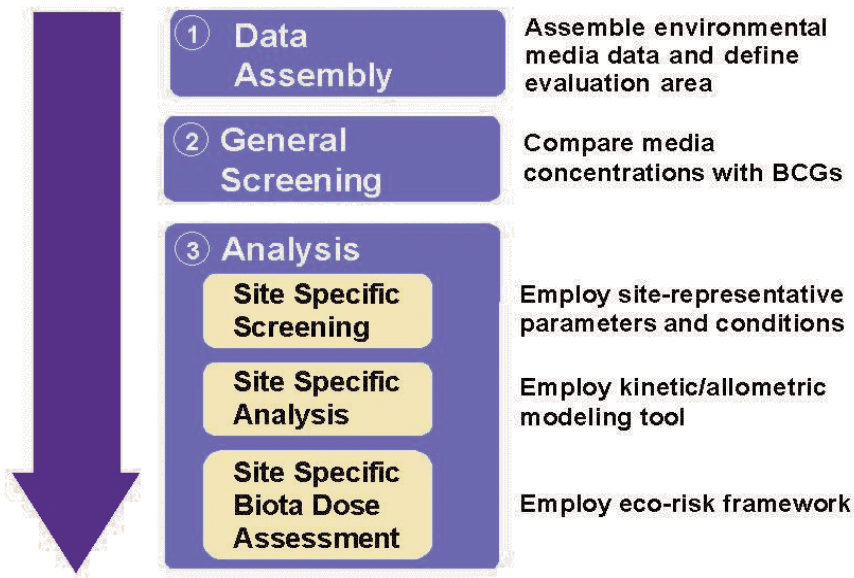 1 Data
Assembly
Assemble environmental
media data and define
evaluation area
2 General
Screening
Compare media
concentrations with BCGs
3 Analysis
Site Specific
Screening
Employ site-representative
parameters and conditions
Site Specific
Analysis
Employ kinetic/allometric
modeling tool
Site Specific
Biota Dose
Assessment
Employ eco-risk framework